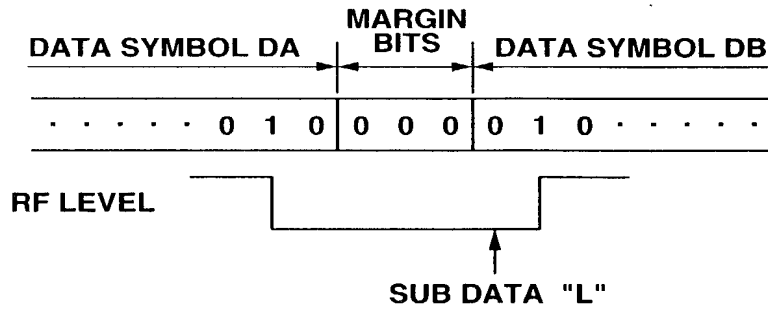 DATA SYMBOL DA
MARGIN
BITS
DATA SYMBOL DB
· · · · · 0 1 0 0 0 0 0 1 0 · · · · ·
RF LEVEL
SUB DATA "L"